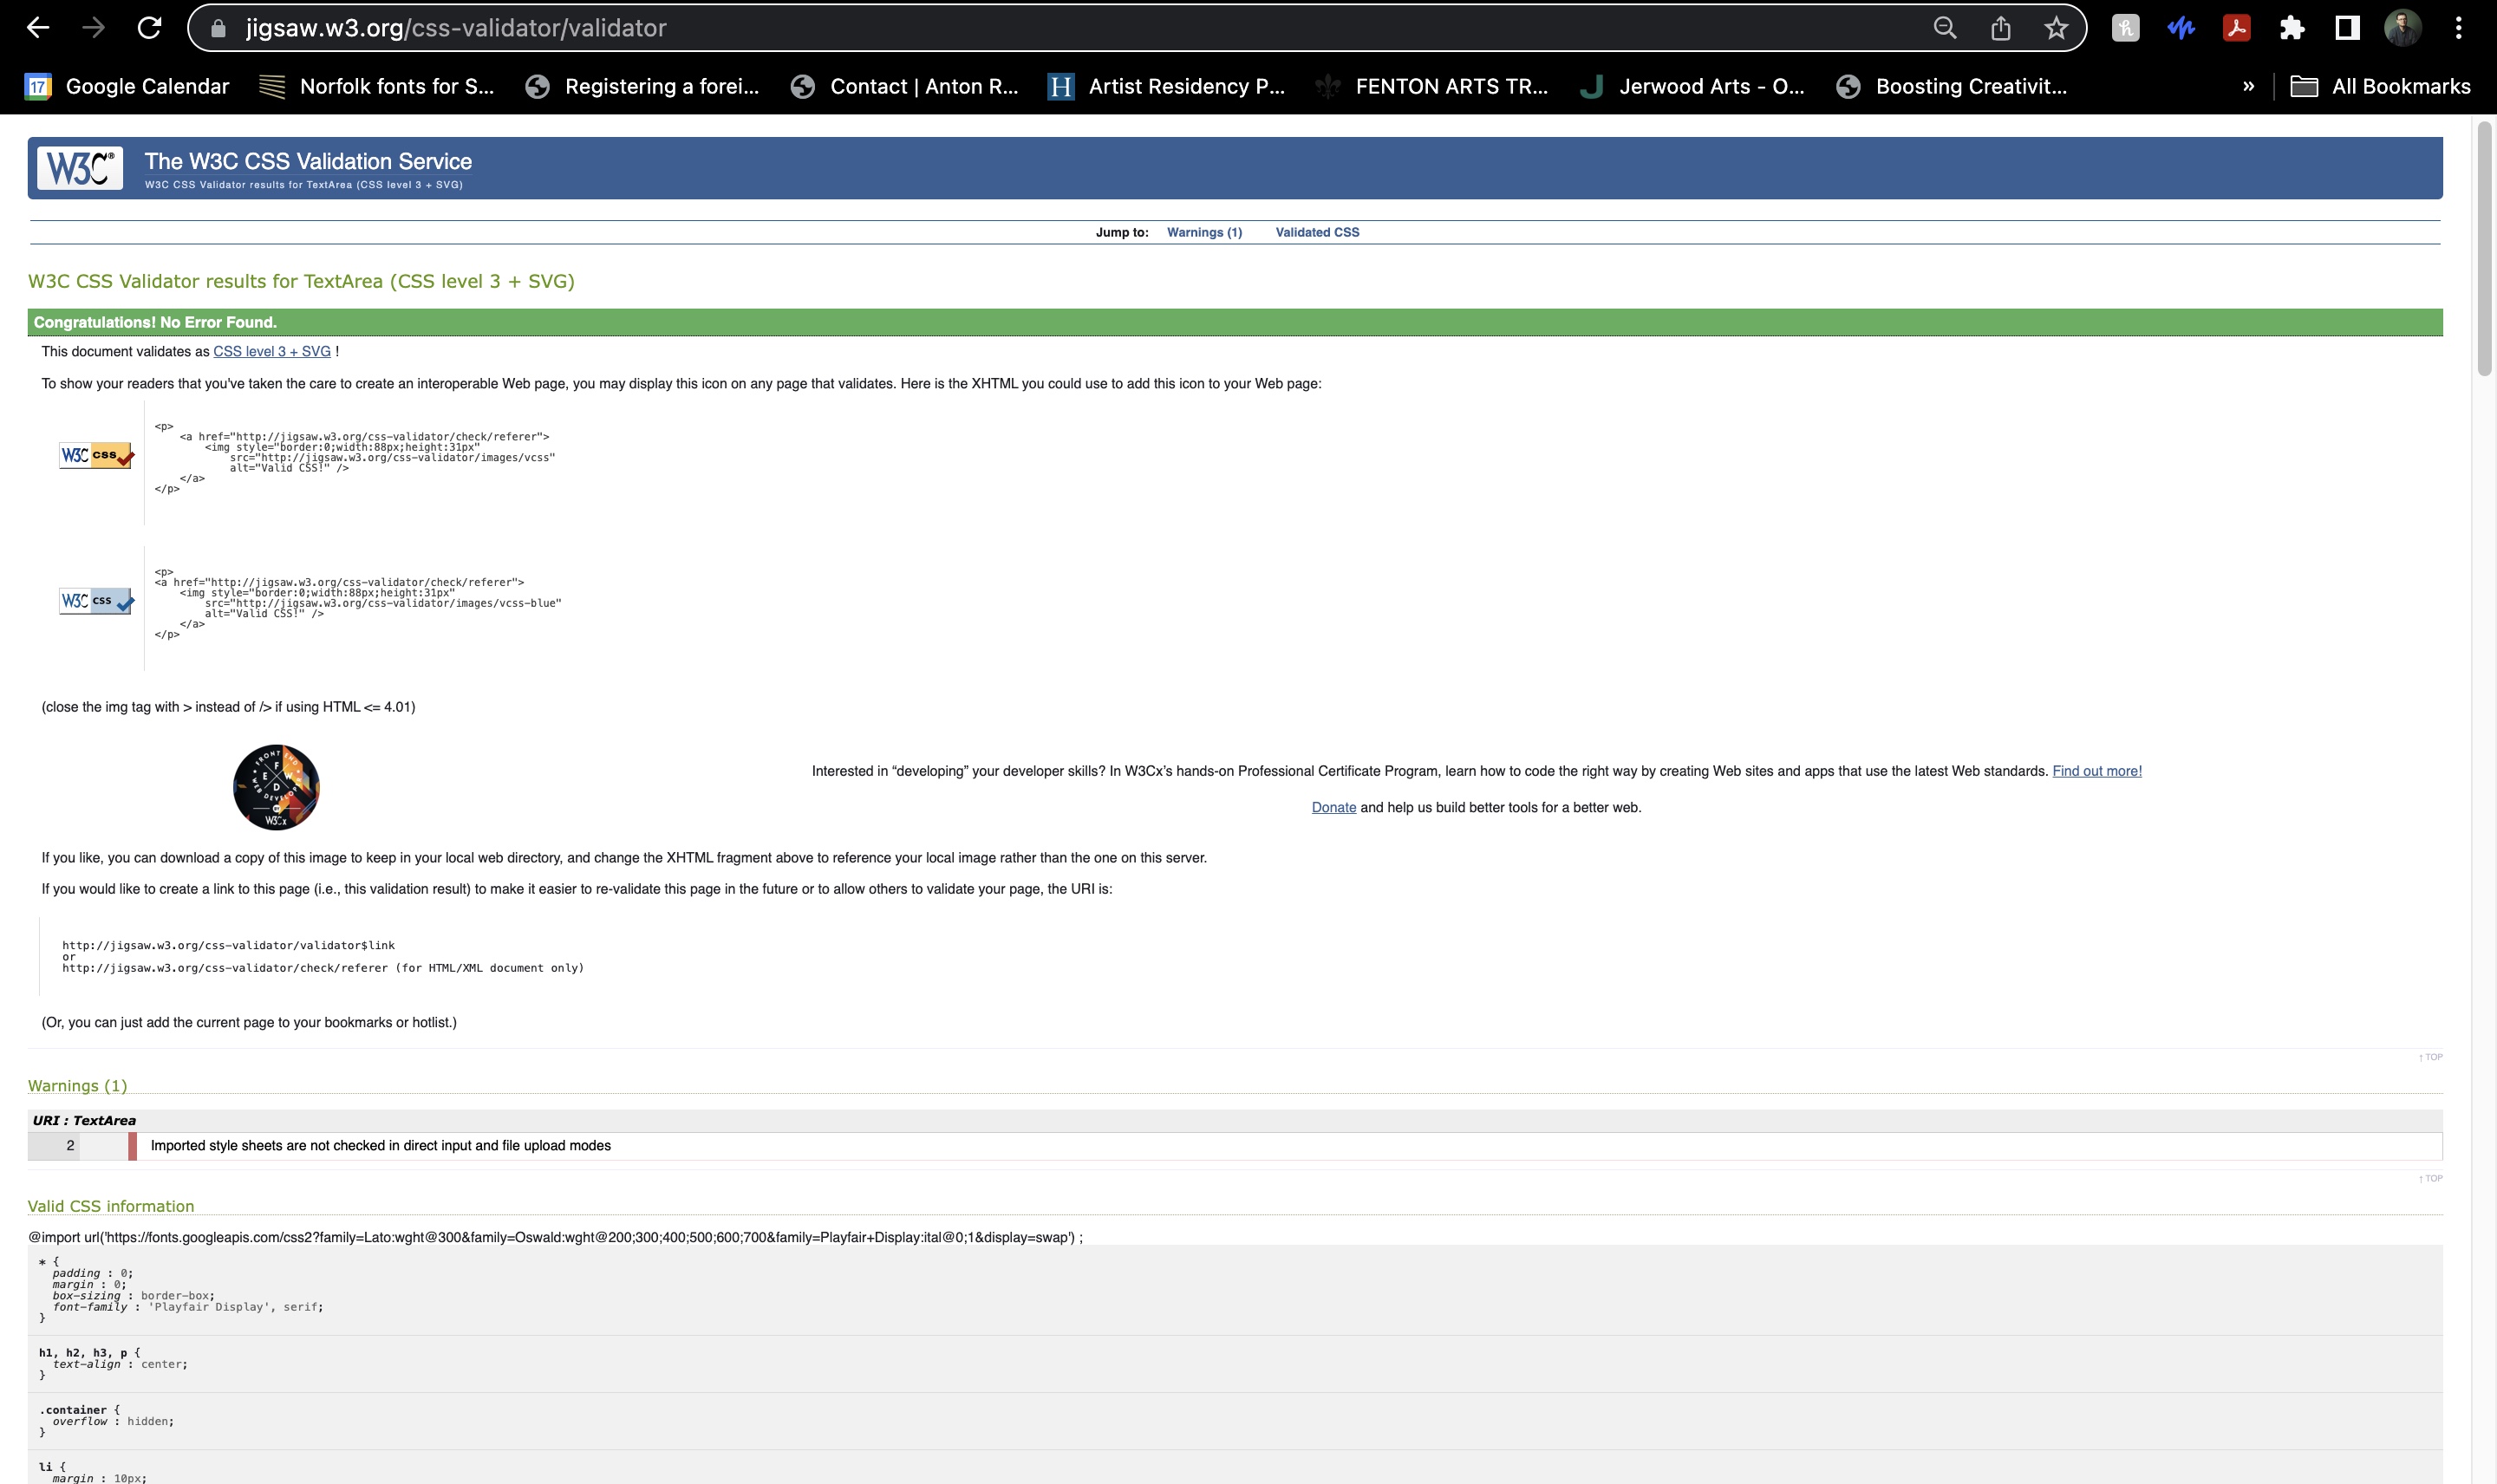 jigsaw.w3.org/css-validator/validator
17 Google Calendar Norfolk fonts for S... Registering a forei... Contact | Anton R... H Artist Residency P... FENTON ARTS TR... J Jerwood Arts - O... Boosting Creativit... » All Bookmarks
W3C® The W3C CSS Validation Service
W3C CSS Validator results for TextArea (CSS level 3 + SVG)
Jump to: Warnings (1) Validated CSS
W3C CSS Validator results for TextArea (CSS level 3 + SVG)
Congratulations! No Error Found.
This document validates as CSS level 3 + SVG !
To show your readers that you've taken the care to create an interoperable Web page, you may display this icon on any page that validates. Here is the XHTML you could use to add this icon to your Web page:
W3C css
<p>
<a href="http://jigsaw.w3.org/css-validator/check/referer">
<img style="border:0;width:88px;height:31px"
src="http://jigsaw.w3.org/css-validator/images/vcss"
alt="Valid CSS!" />
</a>
</p>
W3C css
<p>
<a href="http://jigsaw.w3.org/css-validator/check/referer">
<img style="border:0;width:88px;height:31px"
src="http://jigsaw.w3.org/css-validator/images/vcss-blue"
alt="Valid CSS!" />
</a>
</p>
(close the img tag with > instead of /> if using HTML <= 4.01)
FRONT END
F E W D
WEB DEVELO
BY
W3Cx
Interested in “developing” your developer skills? In W3Cx’s hands-on Professional Certificate Program, learn how to code the right way by creating Web sites and apps that use the latest Web standards. Find out more!
Donate and help us build better tools for a better web.
If you like, you can download a copy of this image to keep in your local web directory, and change the XHTML fragment above to reference your local image rather than the one on this server.
If you would like to create a link to this page (i.e., this validation result) to make it easier to re-validate this page in the future or to allow others to validate your page, the URI is:
http://jigsaw.w3.org/css-validator/validator$link
or
http://jigsaw.w3.org/css-validator/check/referer (for HTML/XML document only)
(Or, you can just add the current page to your bookmarks or hotlist.)
↑ TOP
Warnings (1)
URI : TextArea
2 Imported style sheets are not checked in direct input and file upload modes
↑ TOP
Valid CSS information
@import url('https://fonts.googleapis.com/css2?family=Lato:wght@300&family=Oswald:wght@200;300;400;500;600;700&family=Playfair+Display:ital@0;1&display=swap') ;
* {
padding : 0;
margin : 0;
box-sizing : border-box;
font-family : 'Playfair Display', serif;
}
h1, h2, h3, p {
text-align : center;
}
.container {
overflow : hidden;
}
li {
margin : 10px;